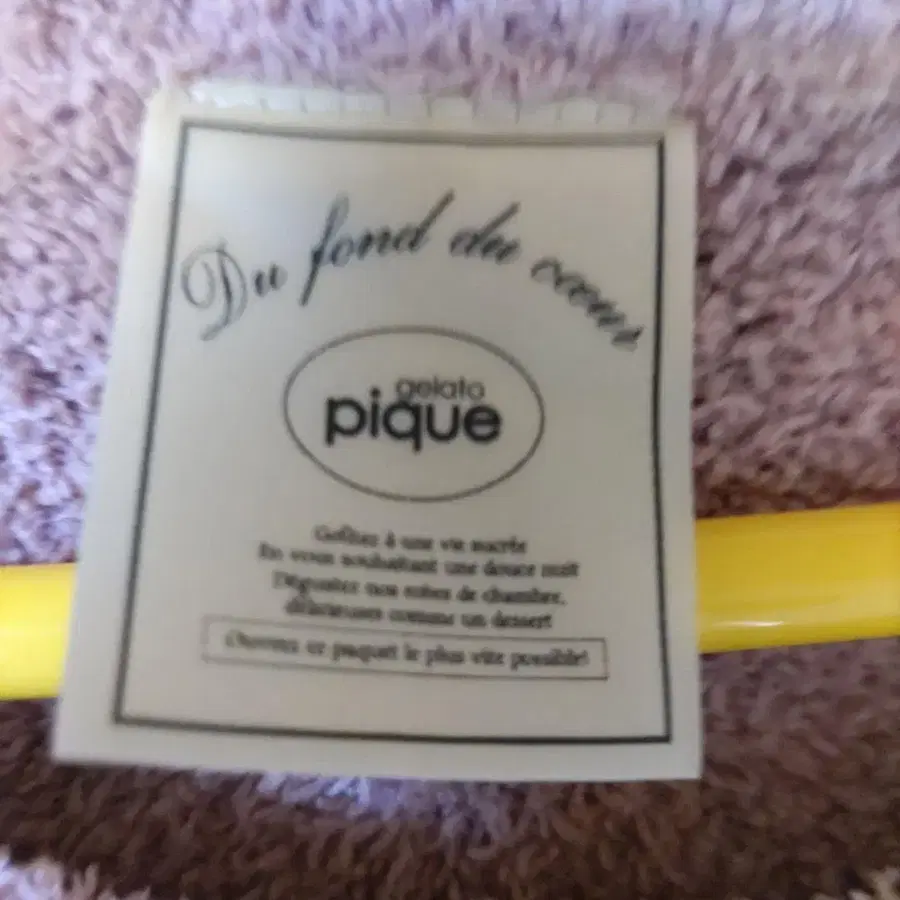 Du fond du coeur
gelato
pique
Goûtez à une vie sucrée
En vous souhaitant une douce nuit
Dégustez nos robes de chambre,
délicieuses comme un dessert
Ouvrez ce paquet le plus vite possible!